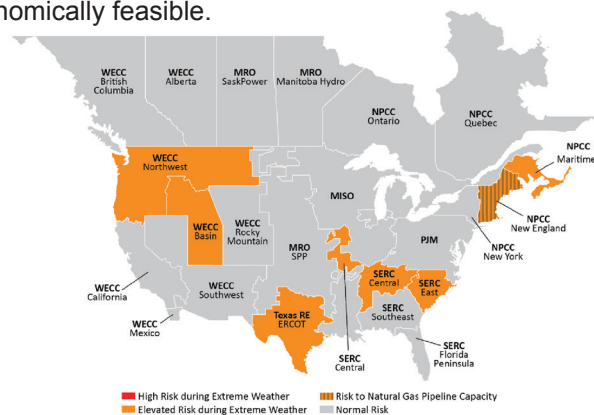 nomically feasible.
WECC
British
Columbia
WECC
Alberta
MRO
SaskPower
MRO
Manitoba Hydro
NPCC
Ontario
NPCC
Quebec
NPCC
Maritime
WECC
Northwest
MISO
NPCC
New England
WECC
Basin
WECC
Rocky
Mountain
PJM
NPCC
New York
MRO
SPP
WECC
California
WECC
Southwest
SERC
Central
SERC
East
WECC
Mexico
Texas RE
ERCOT
SERC
Southeast
SERC
Central
SERC
Florida
Peninsula
High Risk during Extreme Weather
Risk to Natural Gas Pipeline Capacity
Elevated Risk during Extreme Weather
Normal Risk